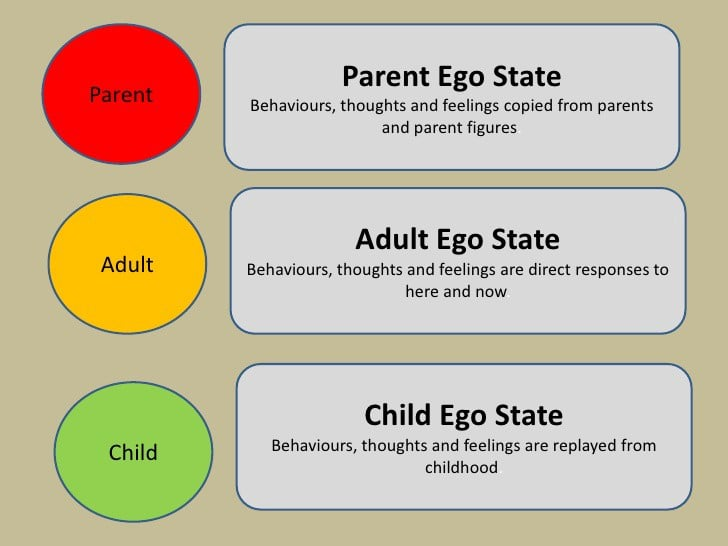 Parent
Parent Ego State
Behaviours, thoughts and feelings copied from parents
and parent figures.
Adult
Adult Ego State
Behaviours, thoughts and feelings are direct responses to
here and now.
Child
Child Ego State
Behaviours, thoughts and feelings are replayed from
childhood